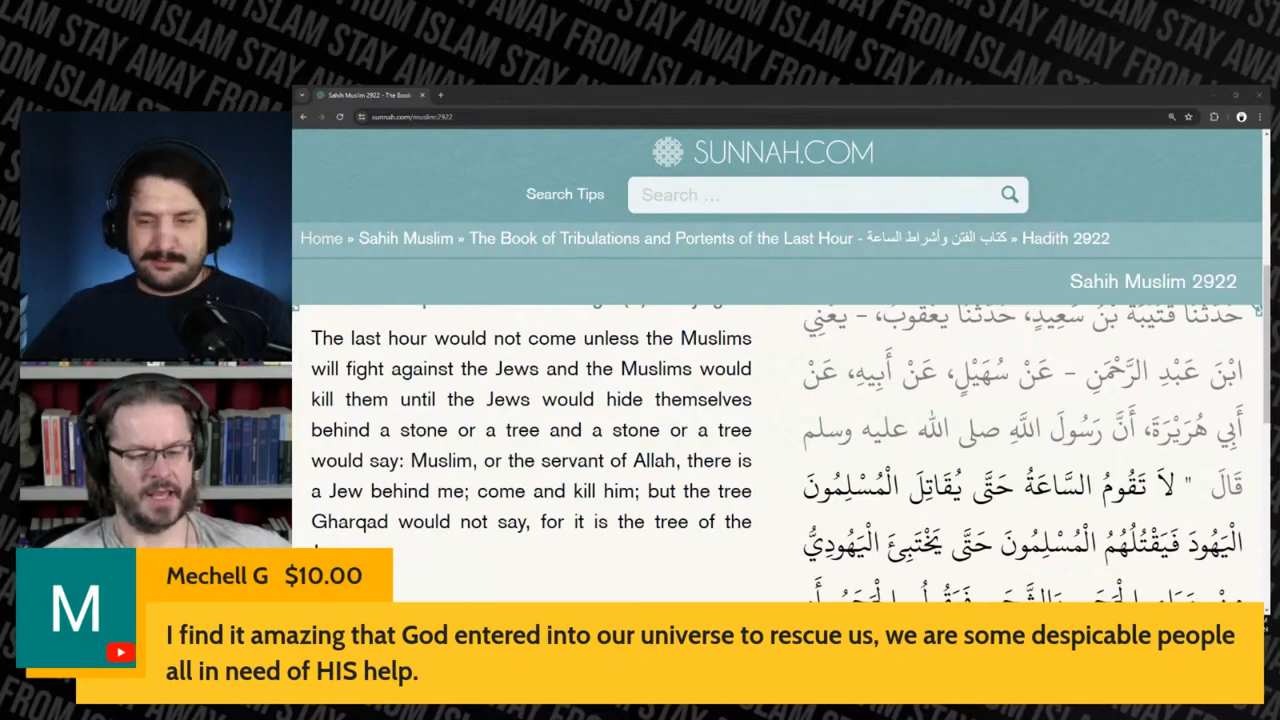 STAY AWAY FROM ISLAM
Sahih Muslim 2922 - The Book
sunnah.com/muslim:2922
SUNNAH.COM
Search Tips
Search …
Home » Sahih Muslim » The Book of Tribulations and Portents of the Last Hour - كتاب الفتن وأشراط الساعة » Hadith 2922
Sahih Muslim 2922
The last hour would not come unless the Muslims
will fight against the Jews and the Muslims would
kill them until the Jews would hide themselves
behind a stone or a tree and a stone or a tree
would say: Muslim, or the servant of Allah, there is
a Jew behind me; come and kill him; but the tree
Gharqad would not say, for it is the tree of the
حَدَّثَنَا قُتَيْبَةُ بْنُ سَعِيدٍ، حَدَّثَنَا يَعْقُوبُ، - يَعْنِي
ابْنَ عَبْدِ الرَّحْمَنِ - عَنْ سُهَيْلٍ، عَنْ أَبِيهِ، عَنْ
أَبِي هُرَيْرَةَ، أَنَّ رَسُولَ اللَّهِ صلى الله عليه وسلم
قَالَ ‏"‏ لاَ تَقُومُ السَّاعَةُ حَتَّى يُقَاتِلَ الْمُسْلِمُونَ
الْيَهُودَ فَيَقْتُلُهُمُ الْمُسْلِمُونَ حَتَّى يَخْتَبِئَ الْيَهُودِيُّ
M
Mechell G $10.00
I find it amazing that God entered into our universe to rescue us, we are some despicable people
all in need of HIS help.